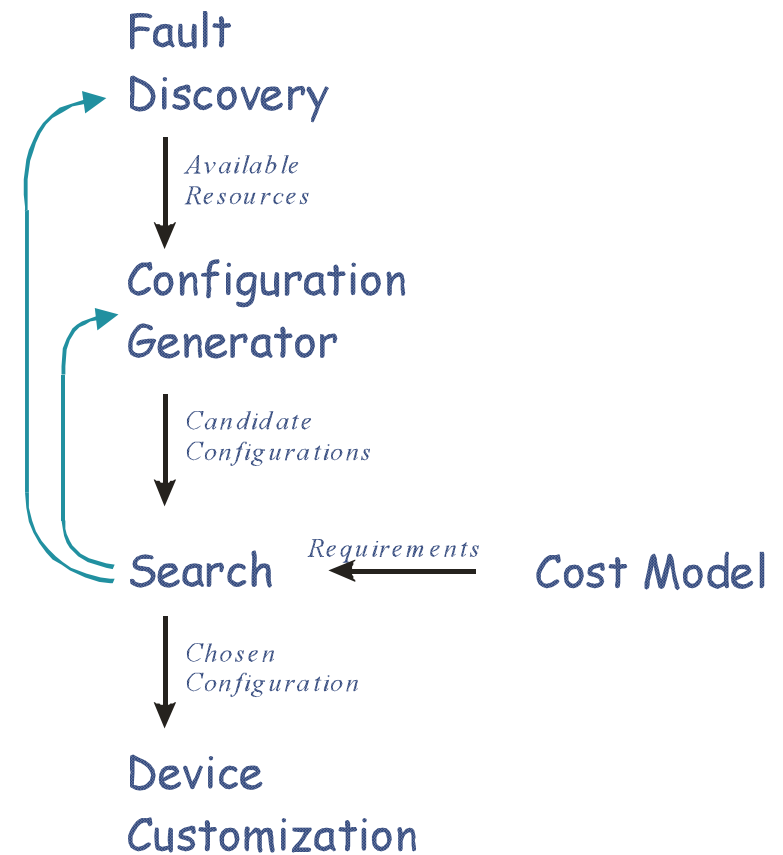 Fault
Discovery
Available
Resources
Configuration
Generator
Candidate
Configurations
Requirements
Search
Cost Model
Chosen
Configuration
Device
Customization